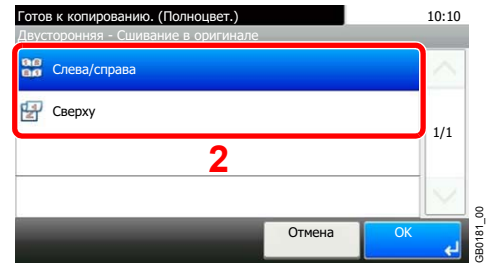 Готов к копированию. (Полноцвет.) 10:10
Двусторонняя - Сшивание в оригинале
Слева/справа
Сверху
1/1
2
Отмена OK
GB0181_00